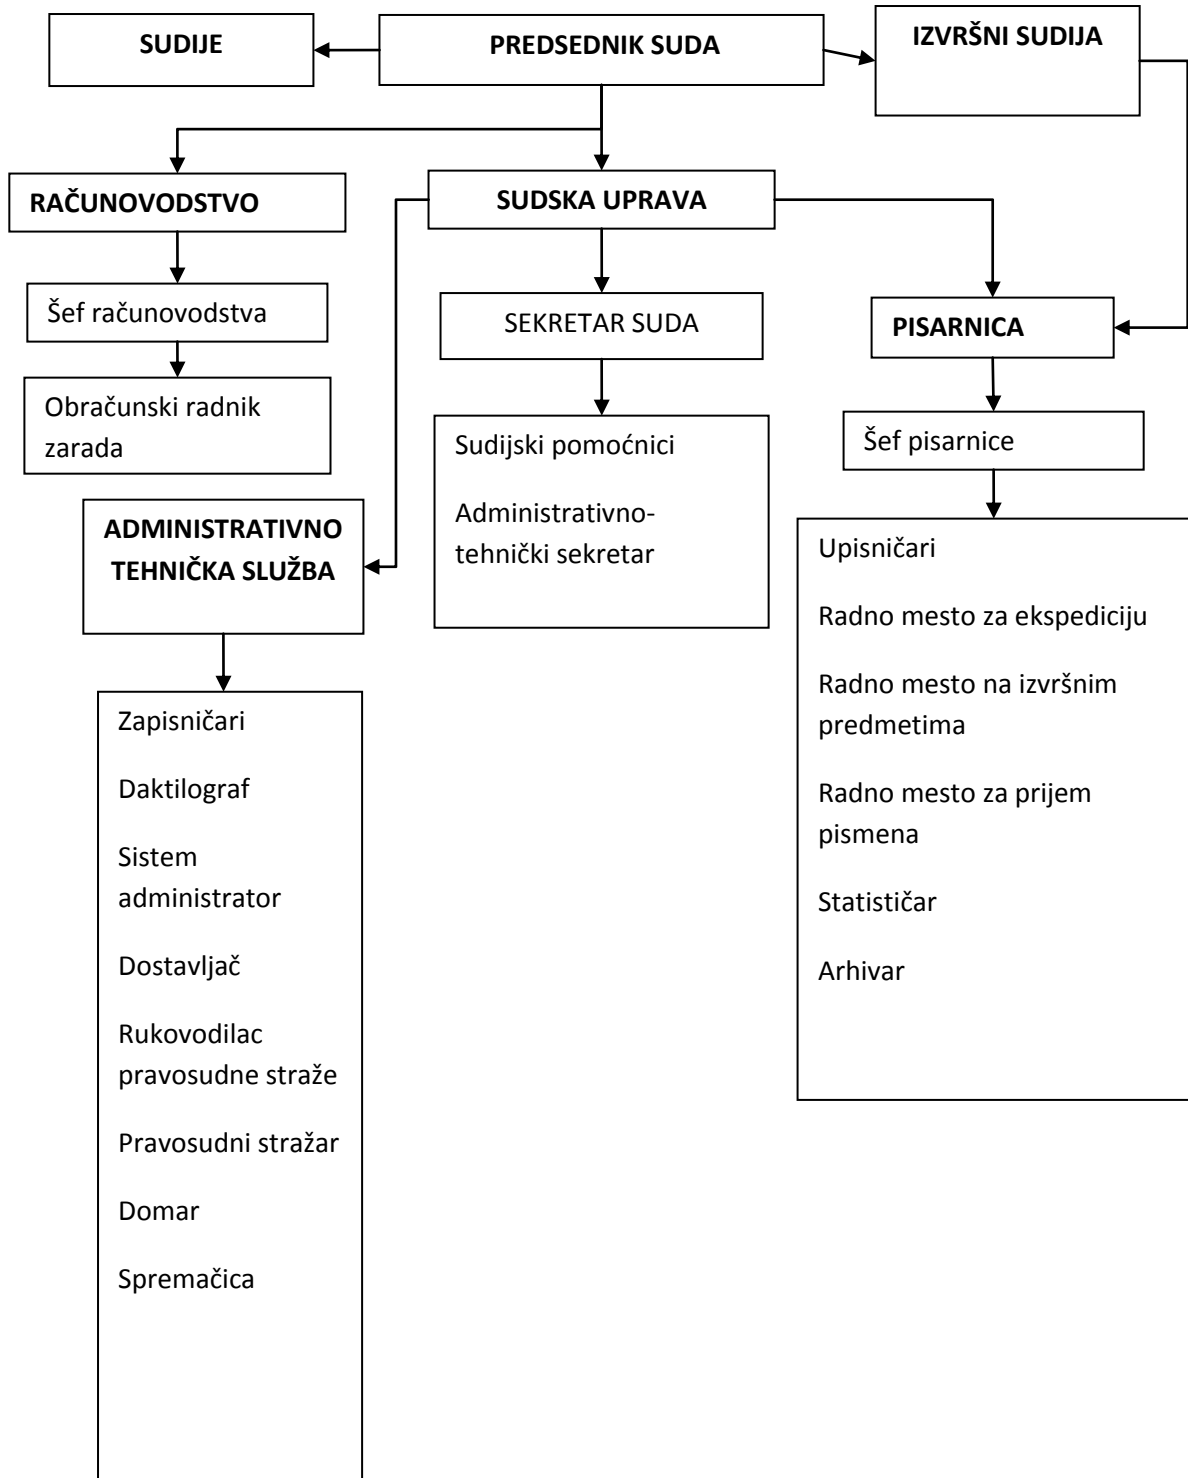 SUDIJE
PREDSEDNIK SUDA
IZVRŠNI SUDIJA
RAČUNOVODSTVO
SUDSKA UPRAVA
Šef računovodstva
SEKRETAR SUDA
PISARNICA
Obračunski radnik
zarada
Sudijski pomoćnici
Administrativno-
tehnički sekretar
Šef pisarnice
ADMINISTRATIVNO
TEHNIČKA SLUŽBA
Upisničari
Radno mesto za ekspediciju
Radno mesto na izvršnim
predmetima
Radno mesto za prijem
pismena
Statističar
Arhivar
Zapisničari
Daktilograf
Sistem
administrator
Dostavljač
Rukovodilac
pravosudne straže
Pravosudni stražar
Domar
Spremačica